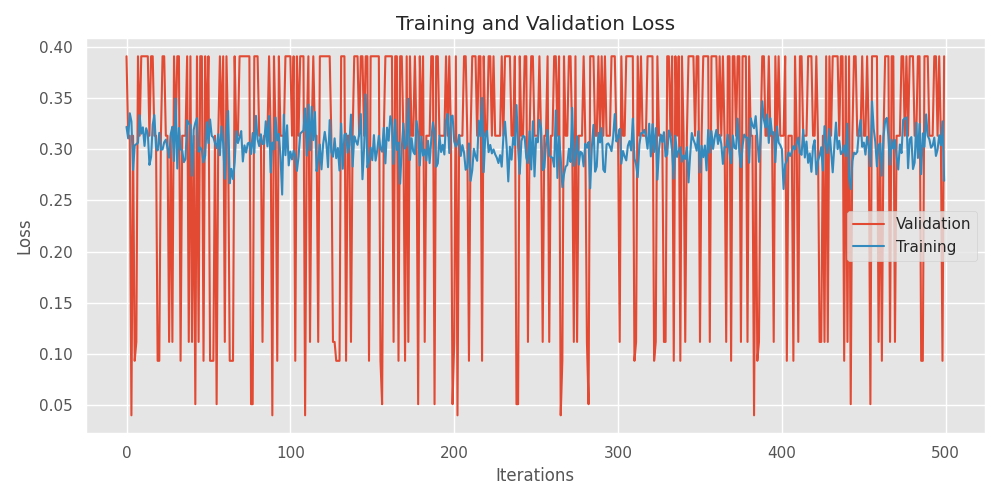 Training and Validation Loss
0.40
0.35
0.30
0.25
0.20
0.15
0.10
0.05
Loss
Validation
Training
0 100 200 300 400 500
Iterations